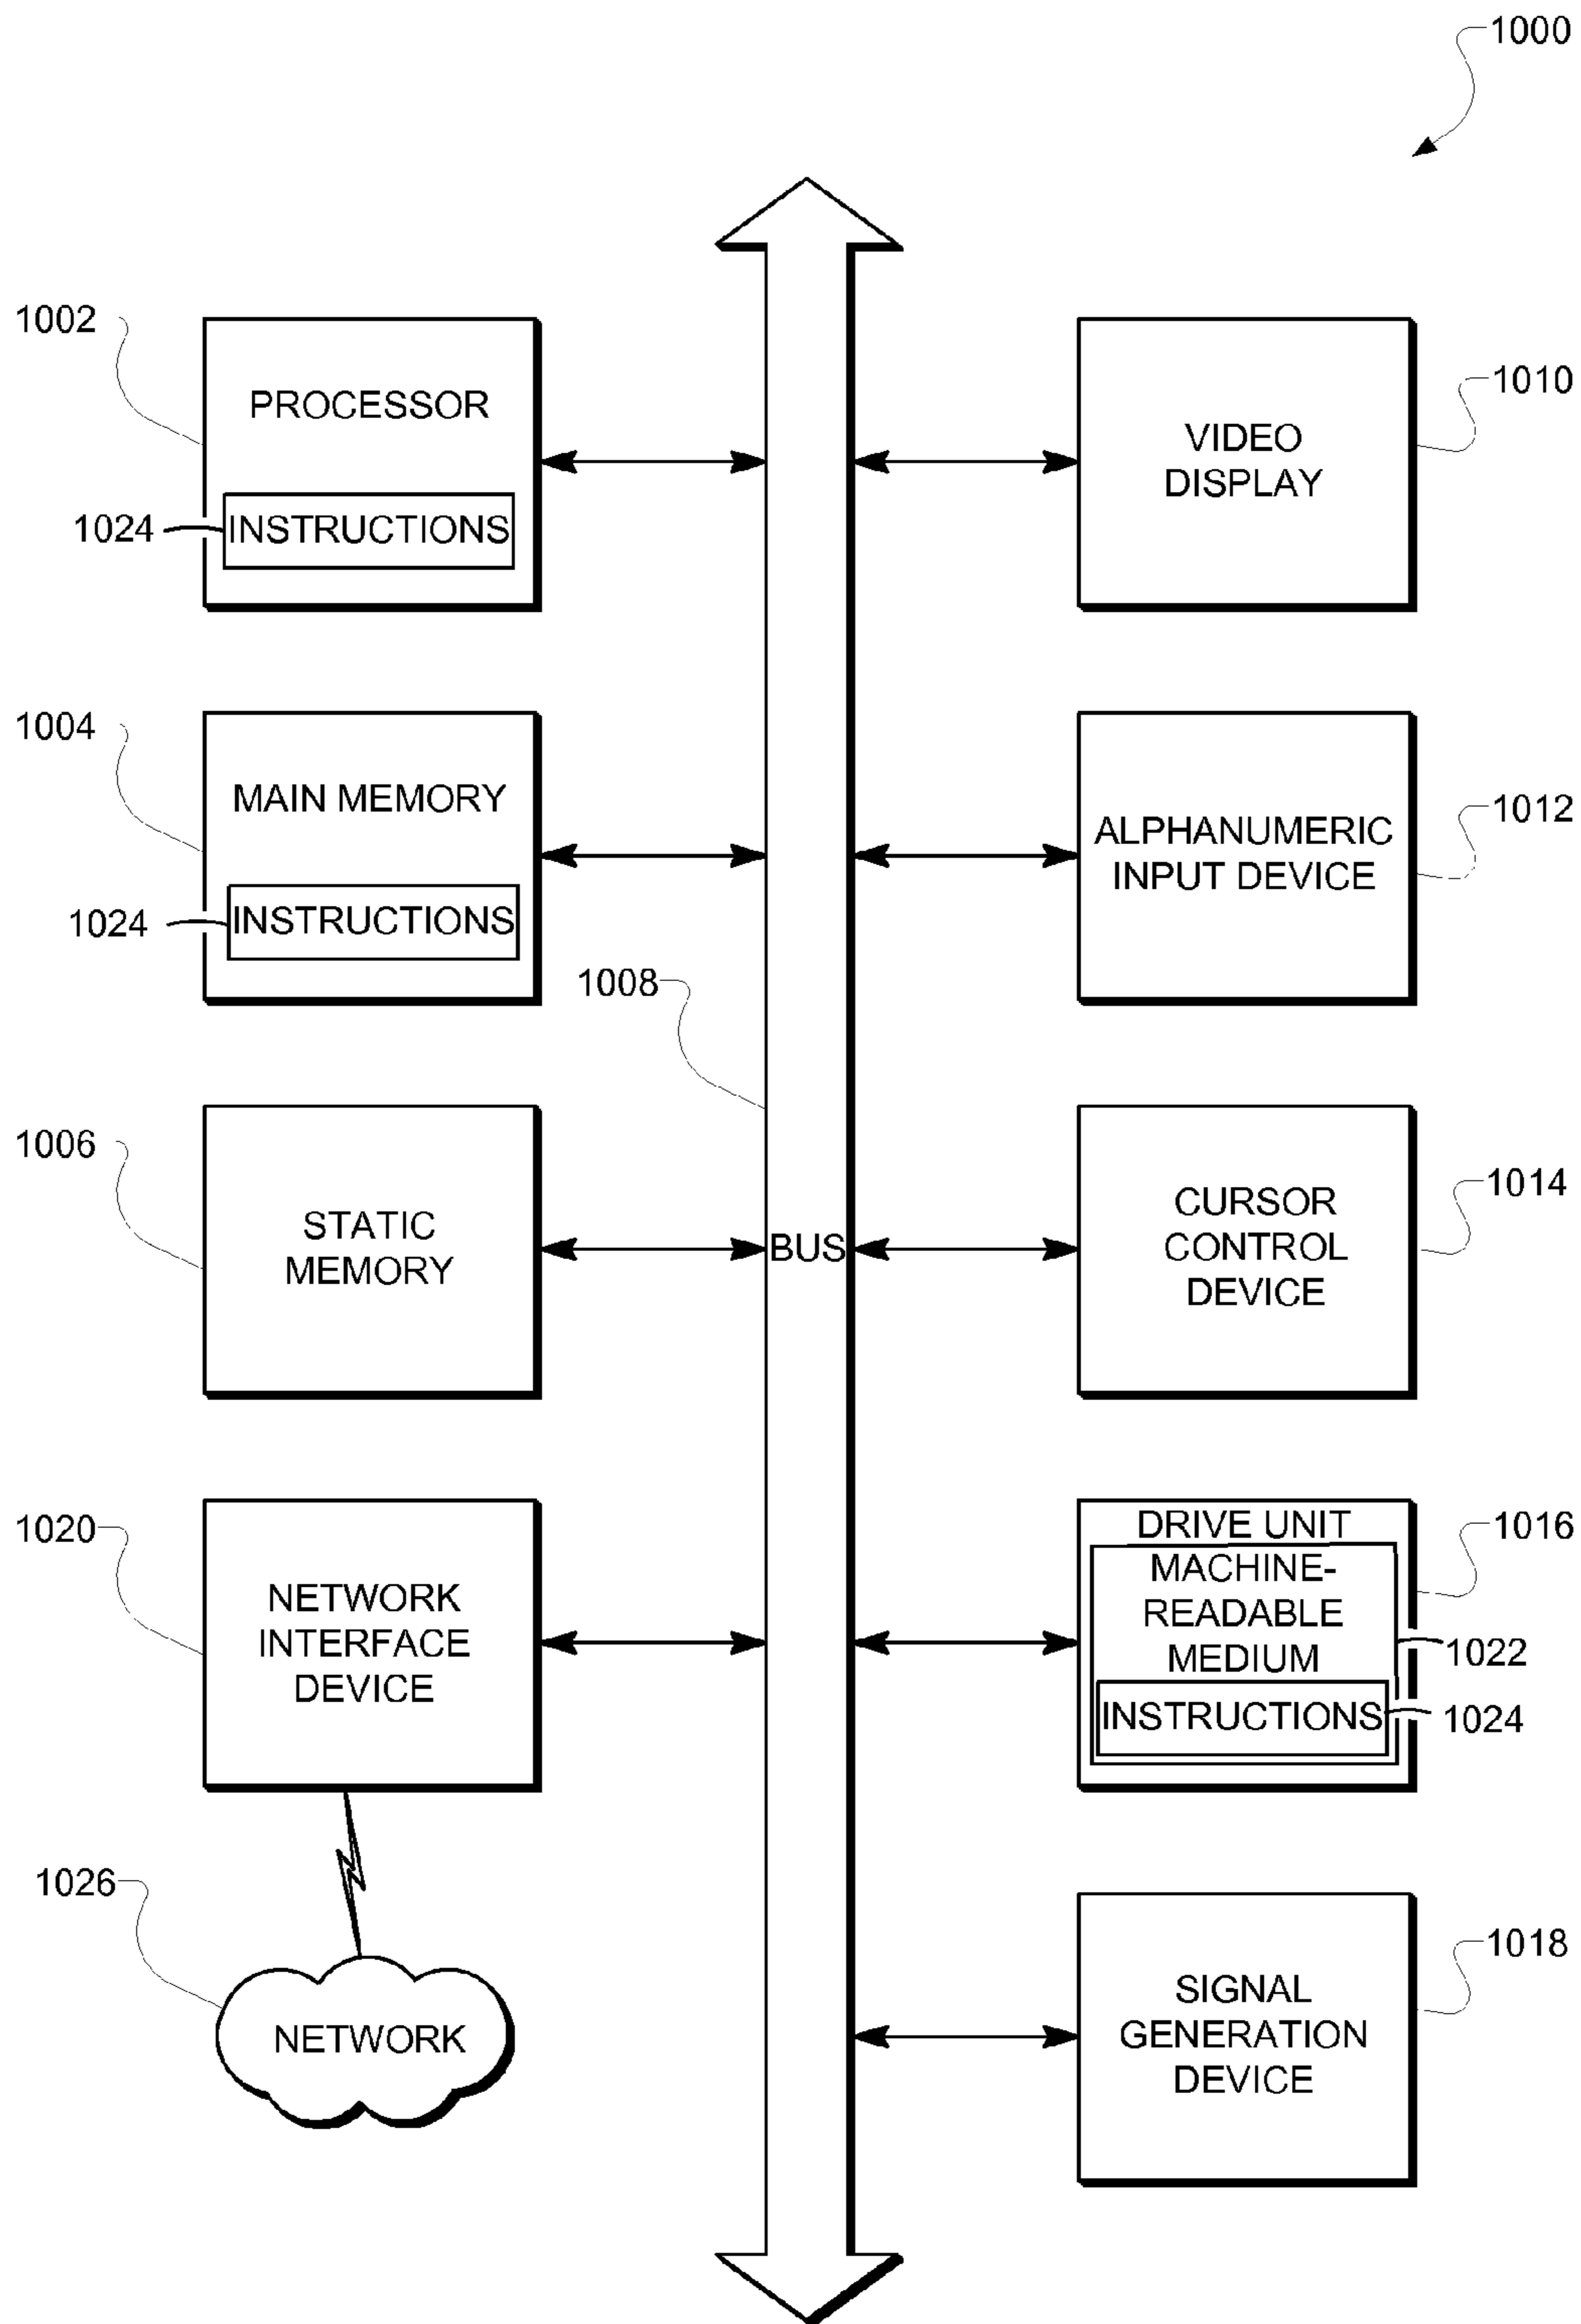 1000
1002
PROCESSOR
1024
INSTRUCTIONS
1010
VIDEO
DISPLAY
1004
MAIN MEMORY
1024
INSTRUCTIONS
1012
ALPHANUMERIC
INPUT DEVICE
1008
BUS
1006
STATIC
MEMORY
1014
CURSOR
CONTROL
DEVICE
1020
NETWORK
INTERFACE
DEVICE
1016
DRIVE UNIT
MACHINE-
READABLE
MEDIUM
1022
INSTRUCTIONS
1024
1026
NETWORK
1018
SIGNAL
GENERATION
DEVICE